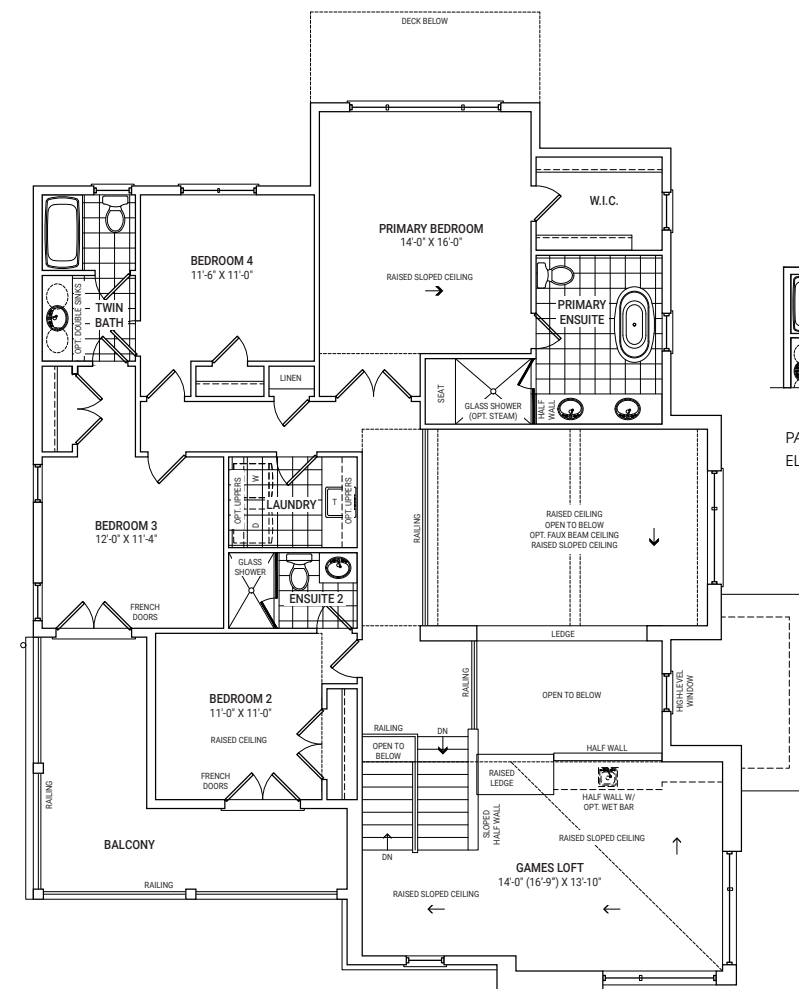 DECK BELOW
W.I.C.
PRIMARY BEDROOM
14'-0" X 16'-0"
BEDROOM 4
11'-6" X 11'-0"
RAISED SLOPED CEILING
OPT. DOUBLE SINKS
TWIN
BATH
PRIMARY
ENSUITE
LINEN
SEAT
GLASS SHOWER
(OPT. STEAM)
HALF
WALL
PA
EL
OPT. UPPERS
W
D
LAUNDRY
T
OPT. UPPERS
RAILING
RAISED CEILING
OPEN TO BELOW
OPT. FAUX BEAM CEILING
RAISED SLOPED CEILING
BEDROOM 3
12'-0" X 11'-4"
GLASS
SHOWER
ENSUITE 2
FRENCH
DOORS
LEDGE
BEDROOM 2
11'-0" X 11'-0"
RAISED CEILING
RAILING
OPEN TO BELOW
HIGH-LEVEL
WINDOW
RAILING
DN
OPEN TO
BELOW
HALF WALL
RAISED
LEDGE
FRENCH
DOORS
RAILING
HALF WALL W/
OPT. WET BAR
SLOPED
HALF WALL
RAISED SLOPED CEILING
BALCONY
DN
GAMES LOFT
14'-0" (16'-9") X 13'-10"
RAILING
RAISED SLOPED CEILING